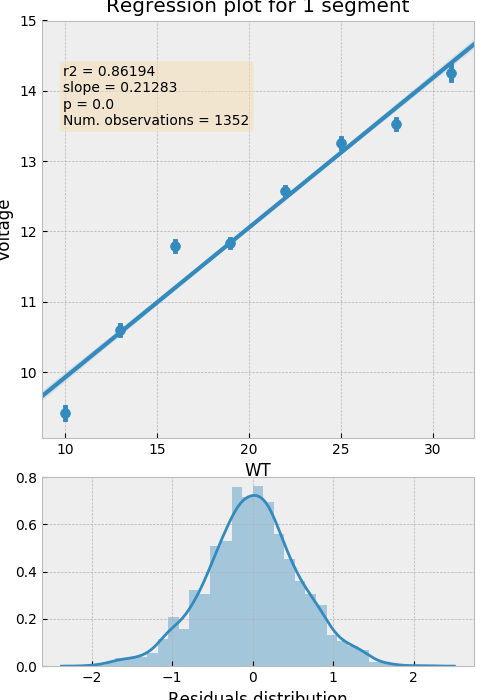 Regression plot for 1 segment
15
14
13
12
11
10
Voltage
r2 = 0.86194
slope = 0.21283
p = 0.0
Num. observations = 1352
10 15 20 25 30
WT
0.8
0.6
0.4
0.2
0.0
−2 −1 0 1 2
Residuals distribution